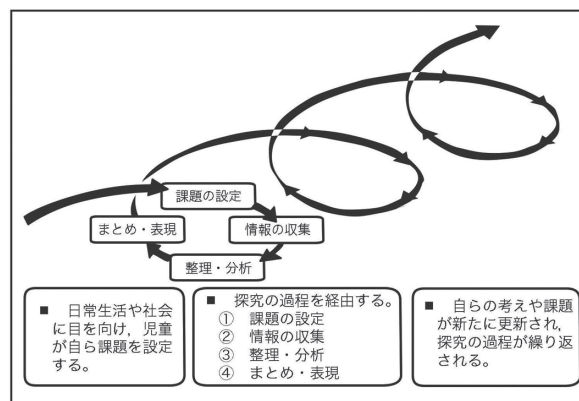 課題の設定
まとめ・表現
情報の収集
整理・分析
■ 日常生活や社会
に目を向け，児童
が自ら課題を設定
する。
■ 探究の過程を経由する。
① 課題の設定
② 情報の収集
③ 整理・分析
④ まとめ・表現
■ 自らの考えや課題
が新たに更新され，
探究の過程が繰り返
される。